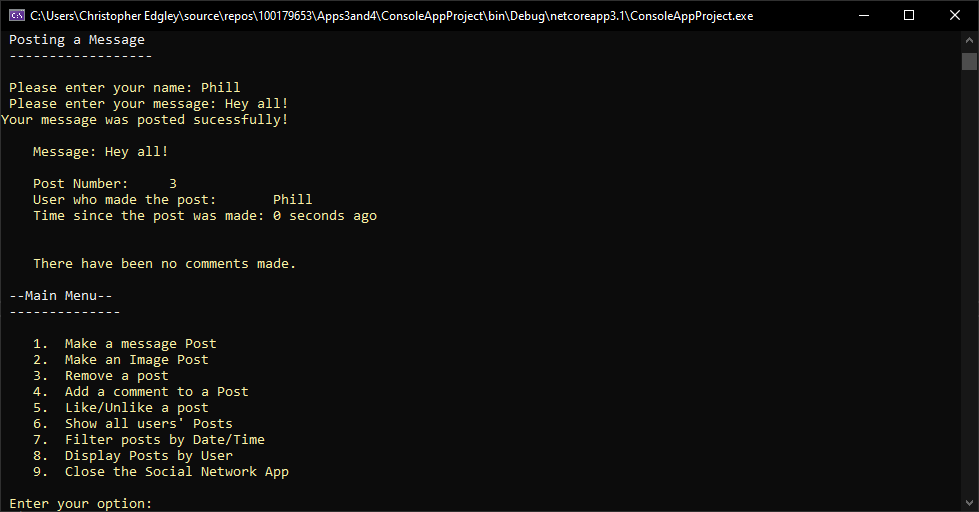 C:\Users\Christopher Edgley\source\repos\100179653\Apps3and4\ConsoleAppProject\bin\Debug\netcoreapp3.1\ConsoleAppProject.exe
Posting a Message
------------------
Please enter your name: Phill
Please enter your message: Hey all!
Your message was posted sucessfully!
Message: Hey all!
Post Number:     3
User who made the post:       Phill
Time since the post was made: 0 seconds ago
There have been no comments made.
--Main Menu--
--------------
1.  Make a message Post
2.  Make an Image Post
3.  Remove a post
4.  Add a comment to a Post
5.  Like/Unlike a post
6.  Show all users' Posts
7.  Filter posts by Date/Time
8.  Display Posts by User
9.  Close the Social Network App
Enter your option: